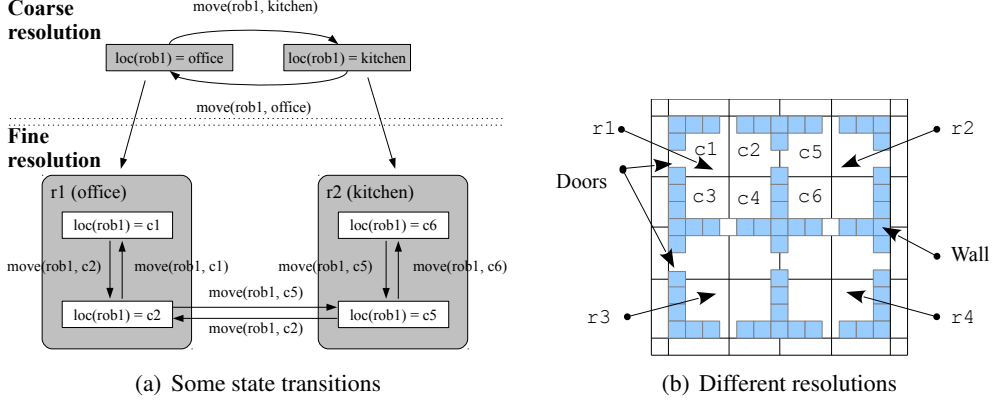 Coarse
resolution
move(rob1, kitchen)
loc(rob1) = office
loc(rob1) = kitchen
move(rob1, office)
Fine
resolution
r1 (office)
r2 (kitchen)
loc(rob1) = c1
loc(rob1) = c6
move(rob1, c2)
move(rob1, c1)
move(rob1, c5)
move(rob1, c6)
move(rob1, c5)
loc(rob1) = c2
loc(rob1) = c5
move(rob1, c2)
(a) Some state transitions
r1
r2
c1
c2
c5
Doors
c3
c4
c6
Wall
r3
r4
(b) Different resolutions